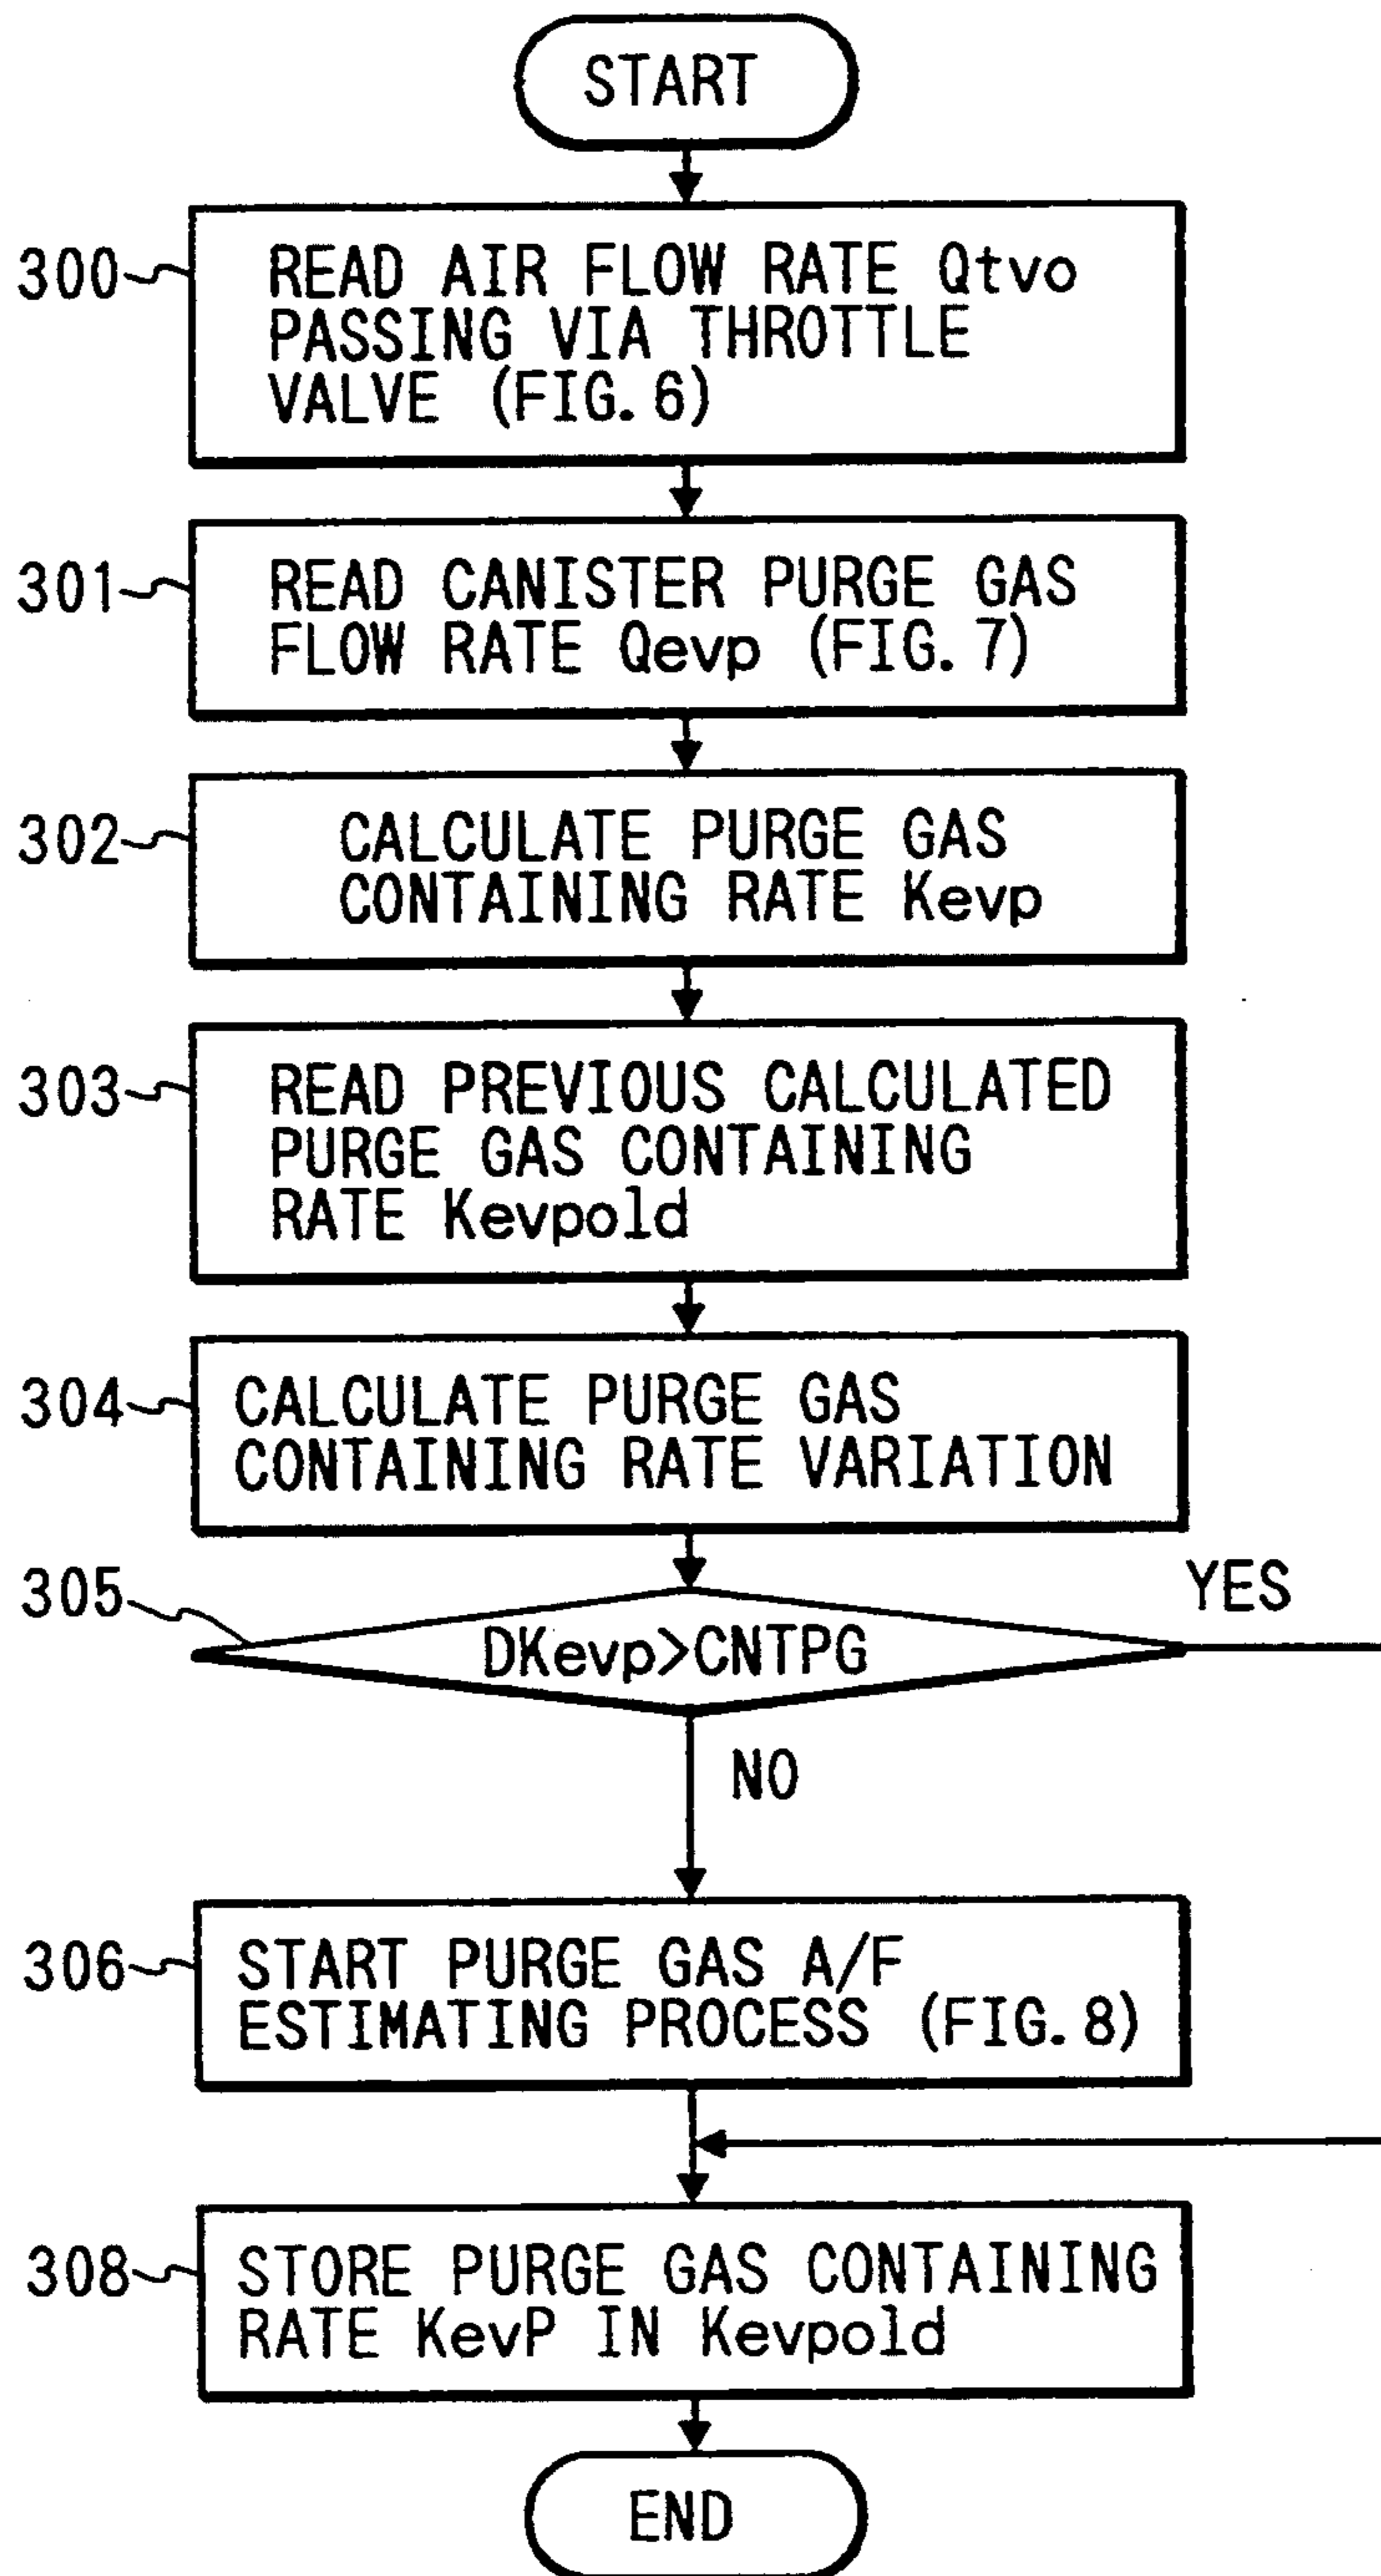 START
300
READ AIR FLOW RATE Qtvo
PASSING VIA THROTTLE
VALVE (FIG. 6)
301
READ CANISTER PURGE GAS
FLOW RATE Qevp (FIG. 7)
302
CALCULATE PURGE GAS
CONTAINING RATE Kevp
303
READ PREVIOUS CALCULATED
PURGE GAS CONTAINING
RATE Kevpold
304
CALCULATE PURGE GAS
CONTAINING RATE VARIATION
305
YES
DKevp>CNTPG
NO
306
START PURGE GAS A/F
ESTIMATING PROCESS (FIG. 8)
308
STORE PURGE GAS CONTAINING
RATE KevP IN Kevpold
END